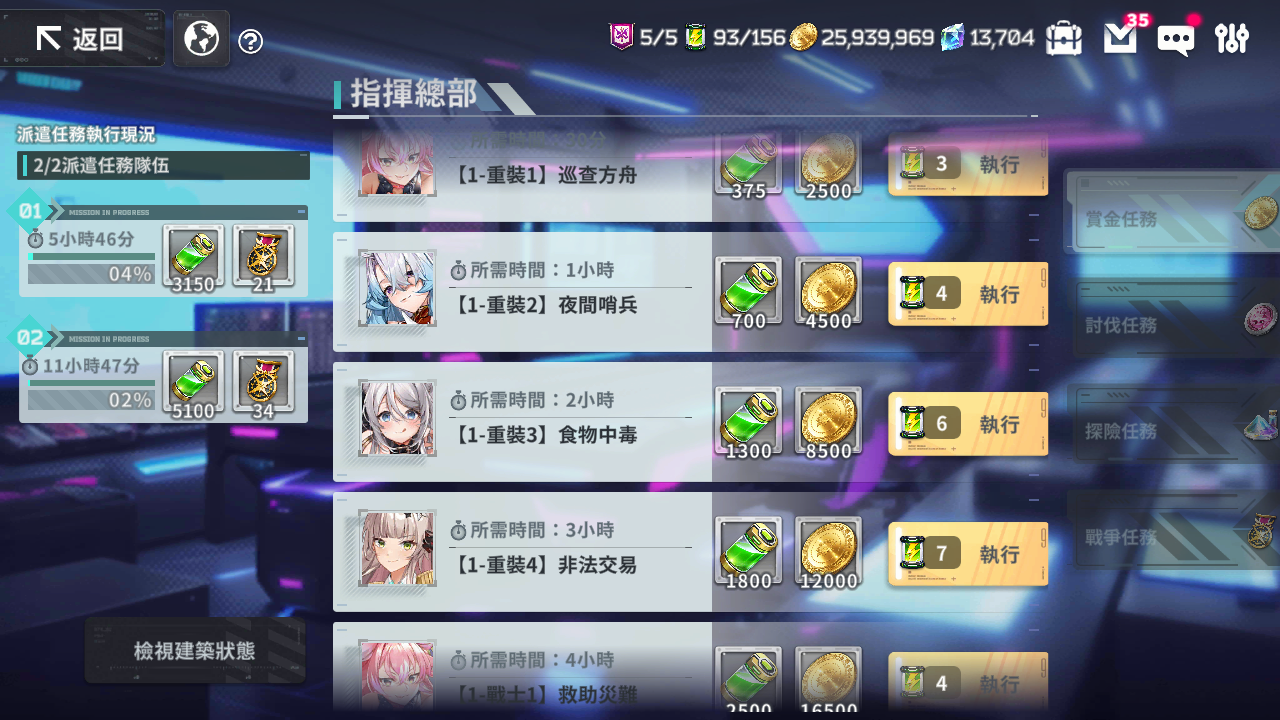 返回
5/5
93/156
25,939,969
13,704
35
指揮總部
派遣任務執行現況
2/2派遣任務隊伍
01
MISSION IN PROGRESS
5小時46分
04%
3150
21
02
MISSION IN PROGRESS
11小時47分
02%
5100
34
檢視建築狀態
所需時間：30分
【1-重裝1】巡查方舟
375
2500
3
執行
所需時間：1小時
【1-重裝2】夜間哨兵
700
4500
4
執行
所需時間：2小時
【1-重裝3】食物中毒
1300
8500
6
執行
所需時間：3小時
【1-重裝4】非法交易
1800
12000
7
執行
所需時間：4小時
【1-戰士1】救助災難
2500
16500
4
執行
賞金任務
討伐任務
探險任務
戰爭任務